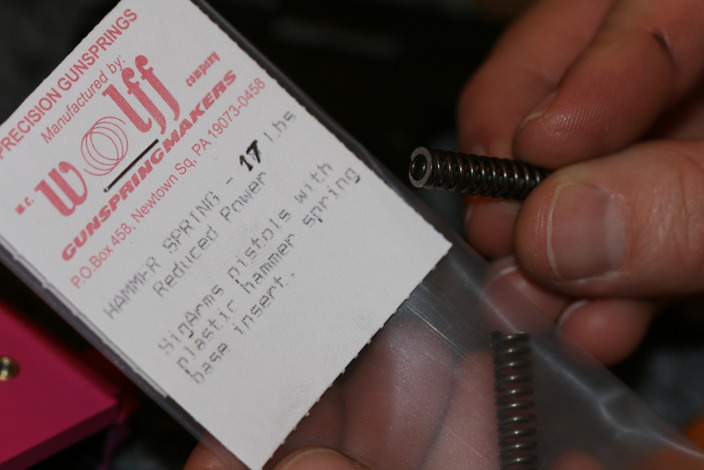 PRECISION GUNSPRINGS
Manufactured by:
W.C. Wolff company
GUNSPRINGMAKERS
P.O.Box 458, Newtown Sq. PA 19073-0458
HAMMER SPRING - 17 Lbs
Reduced Power
SigArms pistols with
plastic hammer spring
base insert.